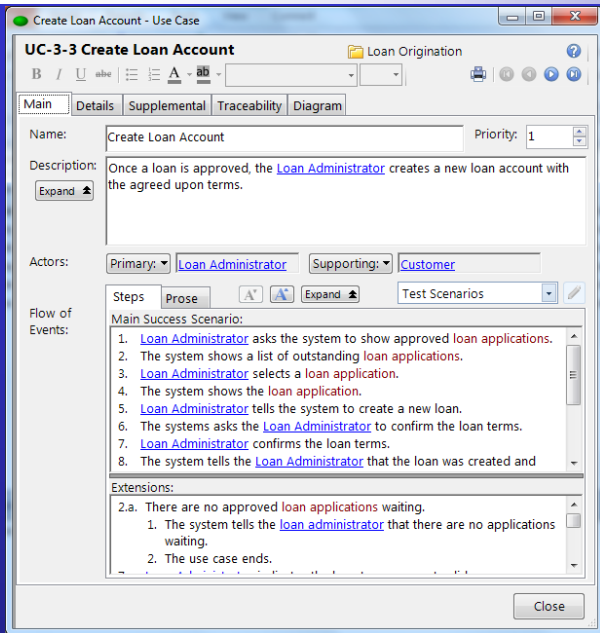 Create Loan Account - Use Case
UC-3-3 Create Loan Account
Loan Origination
B I U abc A ab
Main Details Supplemental Traceability Diagram
Name: Create Loan Account Priority: 1
Description: Once a loan is approved, the Loan Administrator creates a new loan account with
the agreed upon terms.
Expand
Actors: Primary: Loan Administrator Supporting: Customer
Steps Prose A A Expand Test Scenarios
Flow of
Events:
Main Success Scenario:
1. Loan Administrator asks the system to show approved loan applications.
2. The system shows a list of outstanding loan applications.
3. Loan Administrator selects a loan application.
4. The system shows the loan application.
5. Loan Administrator tells the system to create a new loan.
6. The systems asks the Loan Administrator to confirm the loan terms.
7. Loan Administrator confirms the loan terms.
8. The system tells the Loan Administrator that the loan was created and
Extensions:
2.a. There are no approved loan applications waiting.
1. The system tells the loan administrator that there are no applications
waiting.
2. The use case ends.
Close